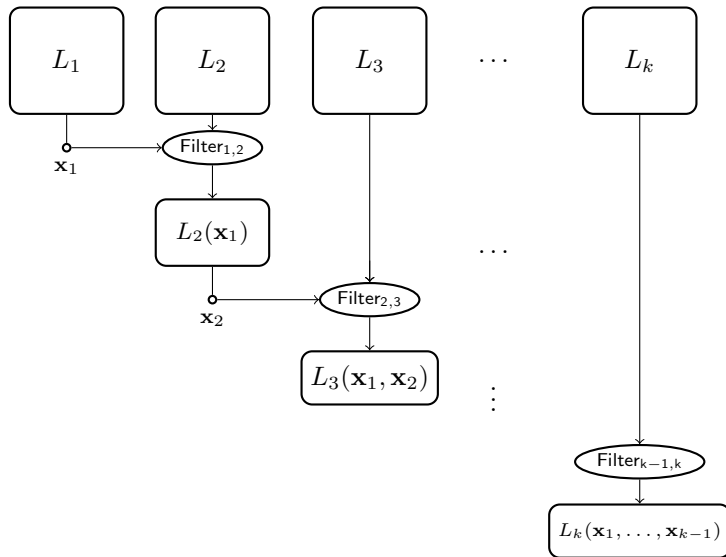 L₁ L₂ L₃ ⋯ Lₖ
Filter₁,₂
𝐱₁
L₂(𝐱₁)
⋯
Filter₂,₃
𝐱₂
L₃(𝐱₁, 𝐱₂)
⋮
Filterₖ₋₁,ₖ
Lₖ(𝐱₁, …, 𝐱ₖ₋₁)